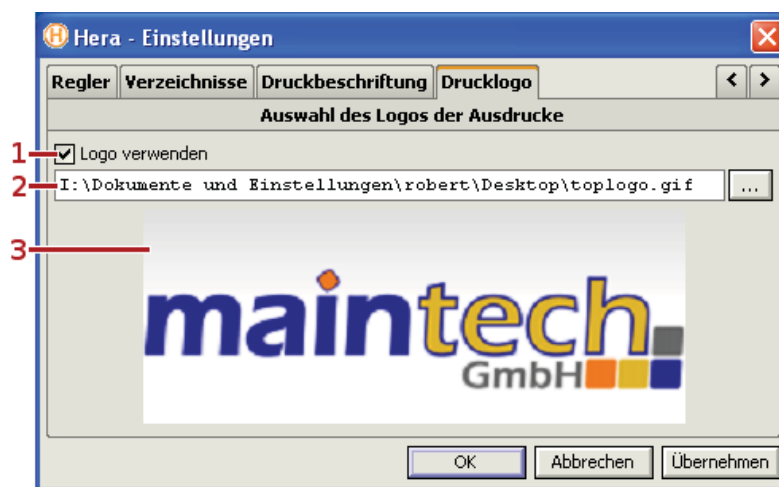 Hera - Einstellungen
Regler Verzeichnisse Druckbeschriftung Drucklogo < >
Auswahl des Logos der Ausdrucke
1 Logo verwenden
2 I:\Dokumente und Einstellungen\robert\Desktop\toplogo.gif ...
3
maintech
GmbH
OK Abbrechen Übernehmen